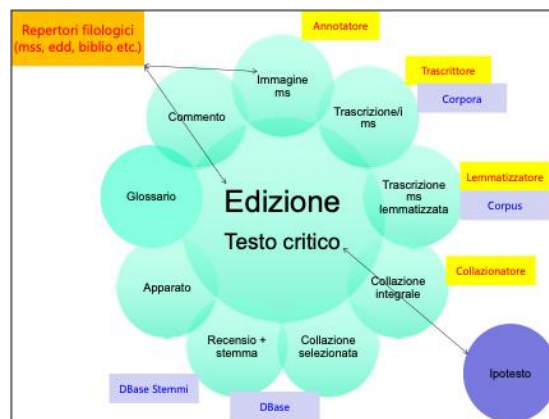 Repertori filologici
(mss, edd, biblio etc.)
Annotatore
Immagine
ms
Trascrittore
Corpora
Trascrizione/i
ms
Commento
Lemmatizzatore
Corpus
Trascrizione
ms
lemmatizzata
Glossario
Edizione
Testo critico
Collazionatore
Collazione
integrale
Apparato
Recensio +
stemma
Collazione
selezionata
Ipotesto
DBase Stemmi
DBase